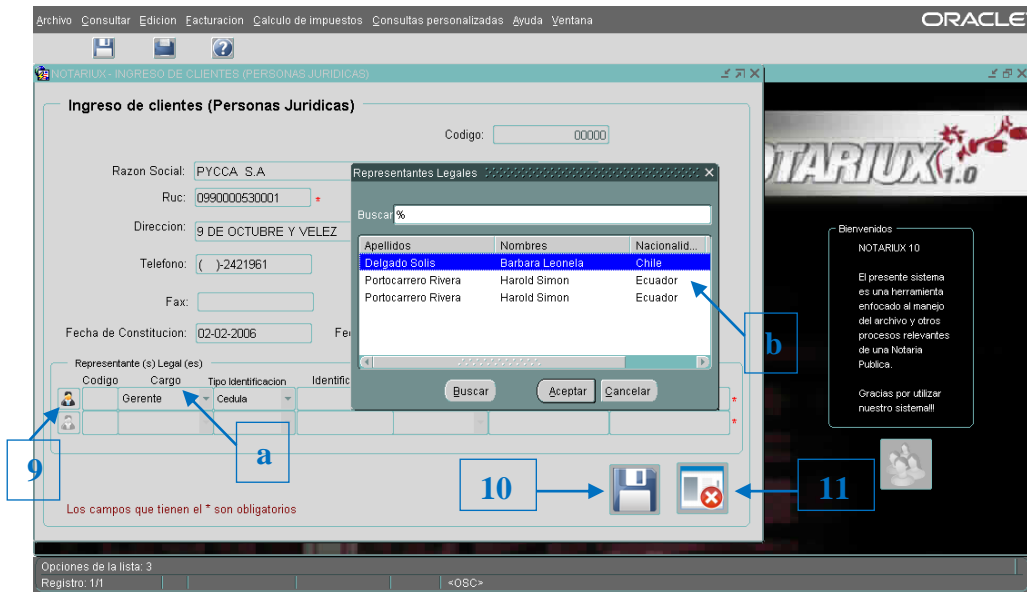 Archivo Consultar Edicion Facturacion Calculo de impuestos Consultas personalizadas Ayuda Ventana
ORACLE
NOTARIUX - INGRESO DE CLIENTES (PERSONAS JURIDICAS)
Ingreso de clientes (Personas Juridicas)
Codigo: 00000
Razon Social: PYCCA S.A
Ruc: 0990000530001 *
Direccion: 9 DE OCTUBRE Y VELEZ
Telefono: ( )-2421961
Fax:
Fecha de Constitucion: 02-02-2006 Fe
Representante (s) Legal (es)
Codigo Cargo Tipo Identificacion Identific
Gerente Cedula *
*
Representantes Legales
Buscar %
Apellidos Nombres Nacionalid...
Delgado Solis Barbara Leonela Chile
Portocarrero Rivera Harold Simon Ecuador
Portocarrero Rivera Harold Simon Ecuador
Buscar Aceptar Cancelar
b
9
a
10
11
Los campos que tienen el * son obligatorios
NOTARIUX 1.0
Bienvenidos
NOTARIUX 10
El presente sistema
es una herramienta
enfocado al manejo
del archivo y otros
procesos relevantes
de una Notaria
Publica.
Gracias por utilizar
nuestro sistema!!!
Opciones de la lista: 3
Registro: 1/1 <OSC>